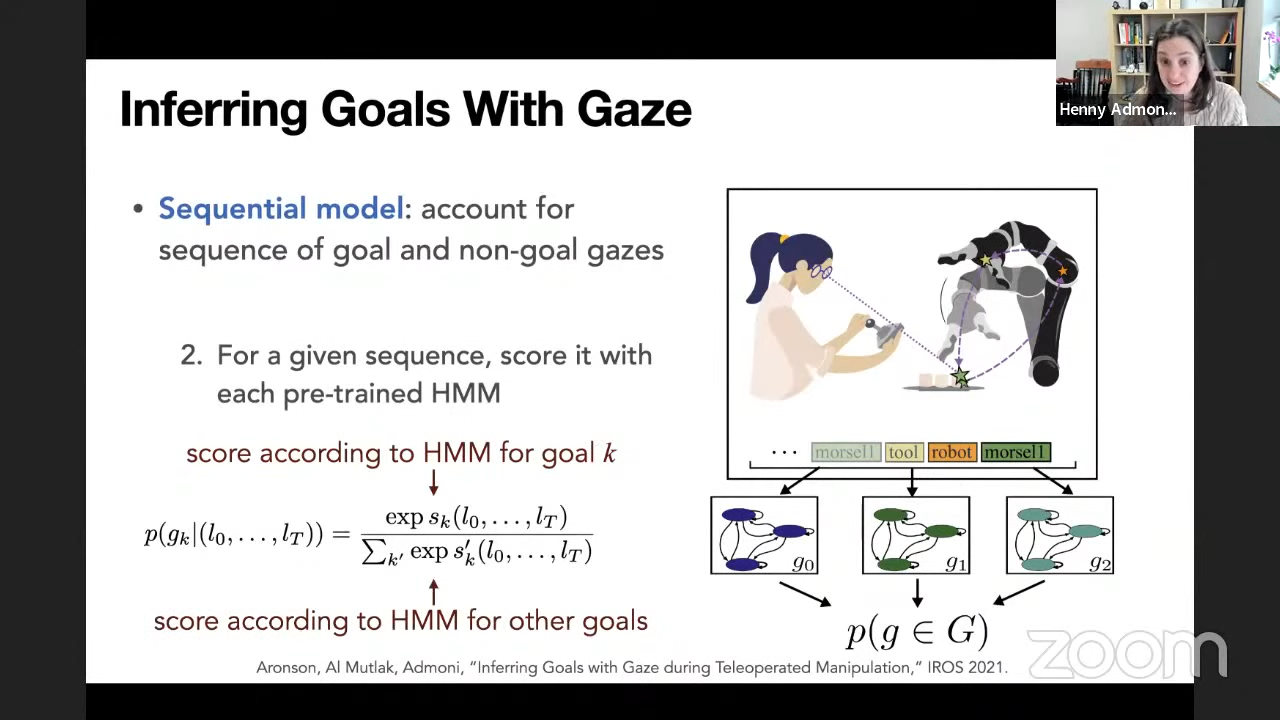 Henny Admon...
Inferring Goals With Gaze
• Sequential model: account for
sequence of goal and non-goal gazes
2. For a given sequence, score it with
each pre-trained HMM
score according to HMM for goal k
p(g_k|(l_0, ..., l_T)) = exp s_k(l_0, ..., l_T) / ∑_{k'} exp s'_k(l_0, ..., l_T)
score according to HMM for other goals
... morsel1 tool robot morsel1
g_0 g_1 g_2
p(g ∈ G)
Aronson, Al Mutlak, Admoni, “Inferring Goals with Gaze during Teleoperated Manipulation,” IROS 2021.
zoom